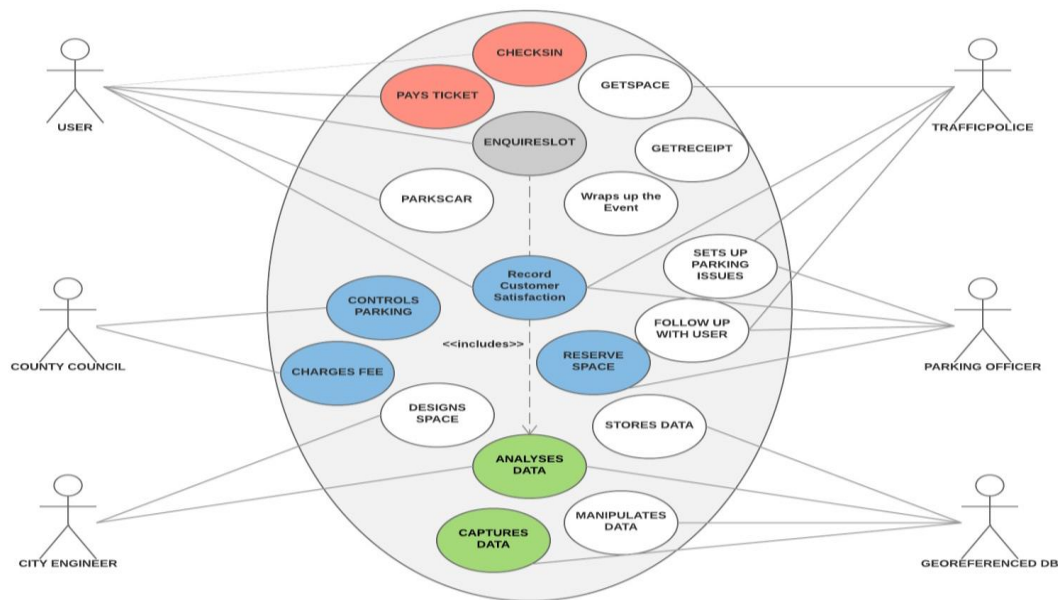 CHECKSIN
GETSPACE
PAYS TICKET
USER
TRAFFICPOLICE
ENQUIRESLOT
GETRECEIPT
PARKSCAR
Wraps up the
Event
SETS UP
PARKING
ISSUES
Record
Customer
Satisfaction
CONTROLS
PARKING
FOLLOW UP
WITH USER
<<includes>>
RESERVE
SPACE
COUNTY COUNCIL
PARKING OFFICER
CHARGES FEE
DESIGNS
SPACE
STORES DATA
ANALYSES
DATA
MANIPULATES
DATA
CAPTURES
DATA
CITY ENGINEER
GEOREFERENCED DB